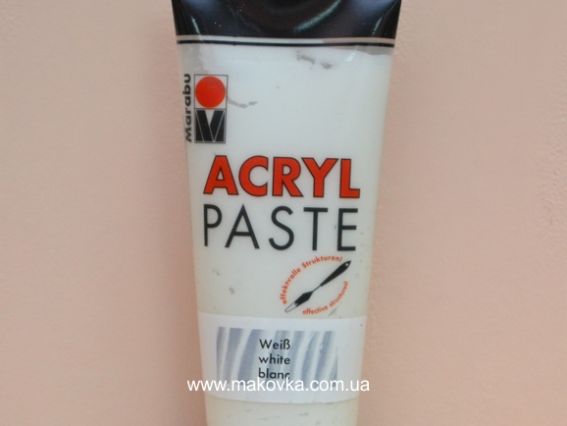 Marabu
ACRYL
PASTE
effektvolle Strukturen!
effective structures!
Weiß
white
blanc
www.makovka.com.ua